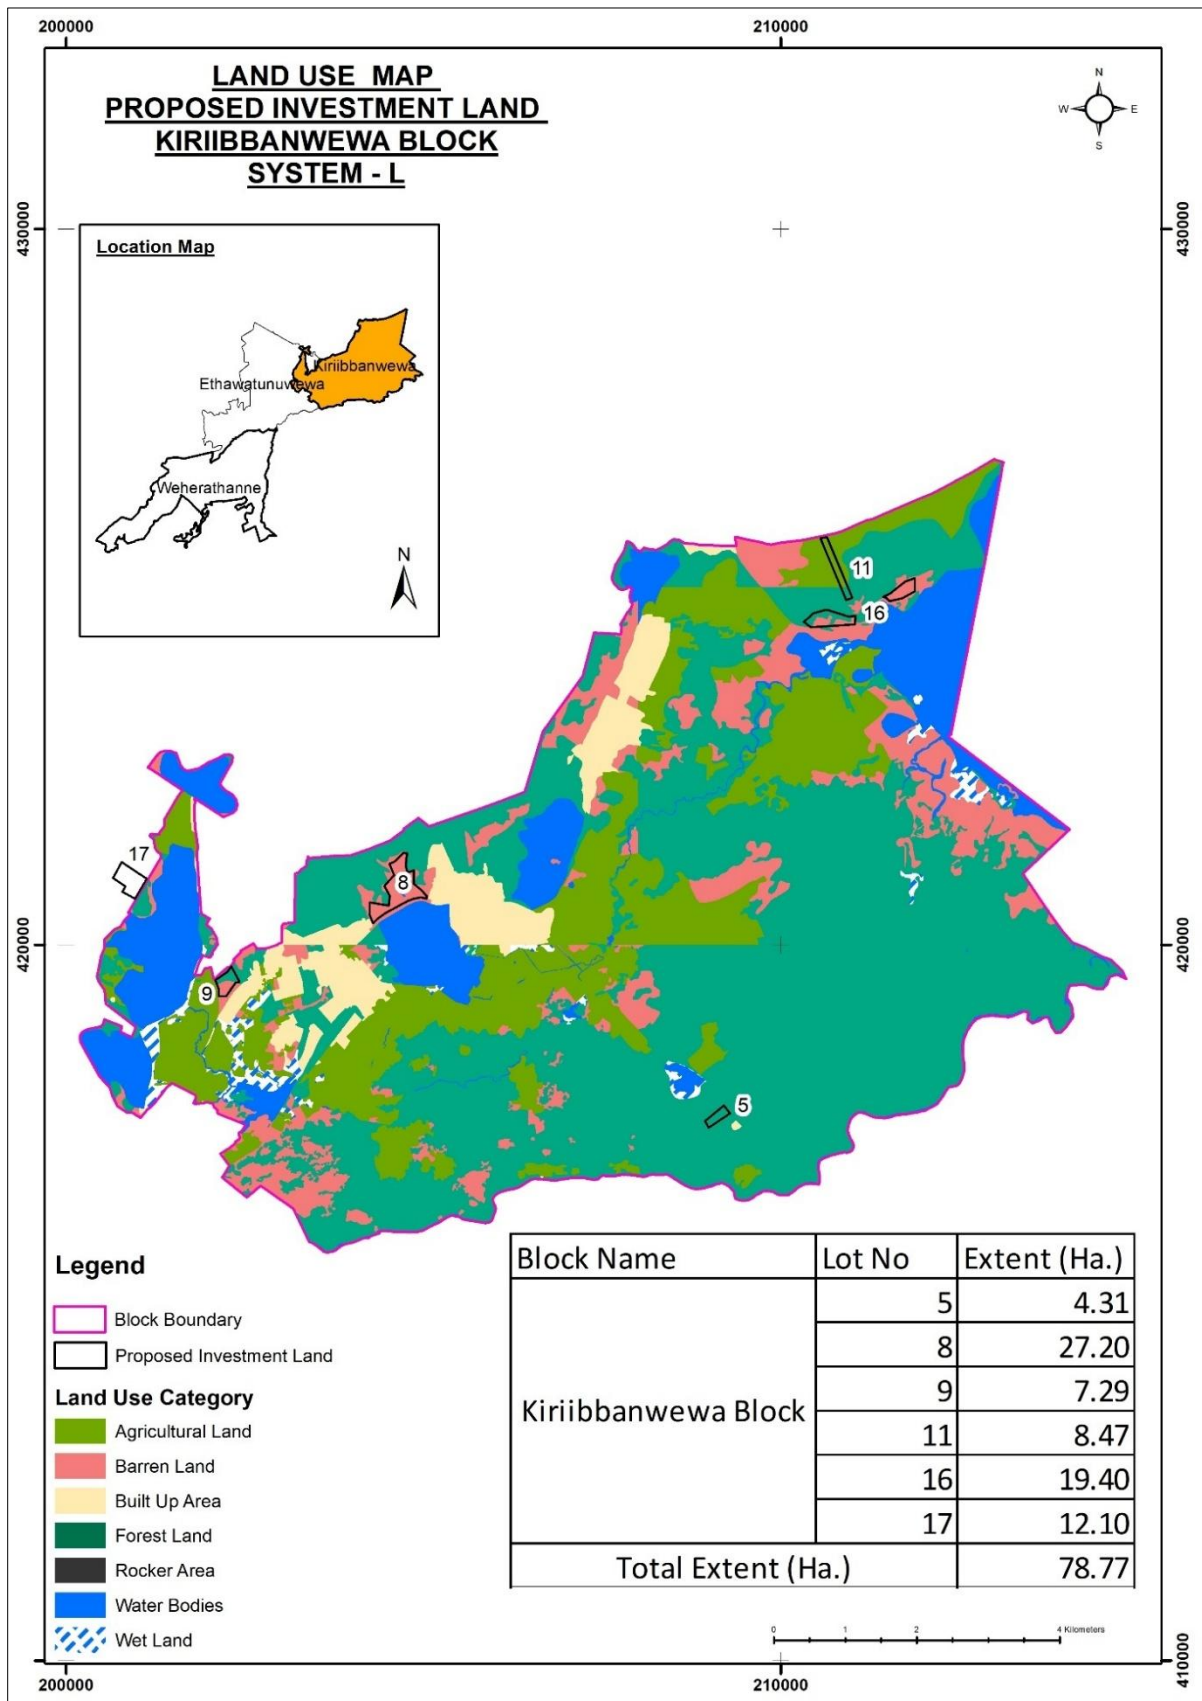 200000
210000
LAND USE MAP
PROPOSED INVESTMENT LAND
KIRIIBBANWEWA BLOCK
SYSTEM - L
N
W
E
S
430000
430000
Location Map
Kiriibbanwewa
Ethawatunuwewa
Weherathanne
N
11
16
17
8
420000
420000
9
5
Legend
Block Boundary
Proposed Investment Land
Land Use Category
Agricultural Land
Barren Land
Built Up Area
Forest Land
Rocker Area
Water Bodies
Wet Land
Block Name Lot No Extent (Ha.)
Kiriibbanwewa Block
5 4.31
8 27.20
9 7.29
11 8.47
16 19.40
17 12.10
Total Extent (Ha.) 78.77
0 1 2 4 Kilometers
410000
200000
210000